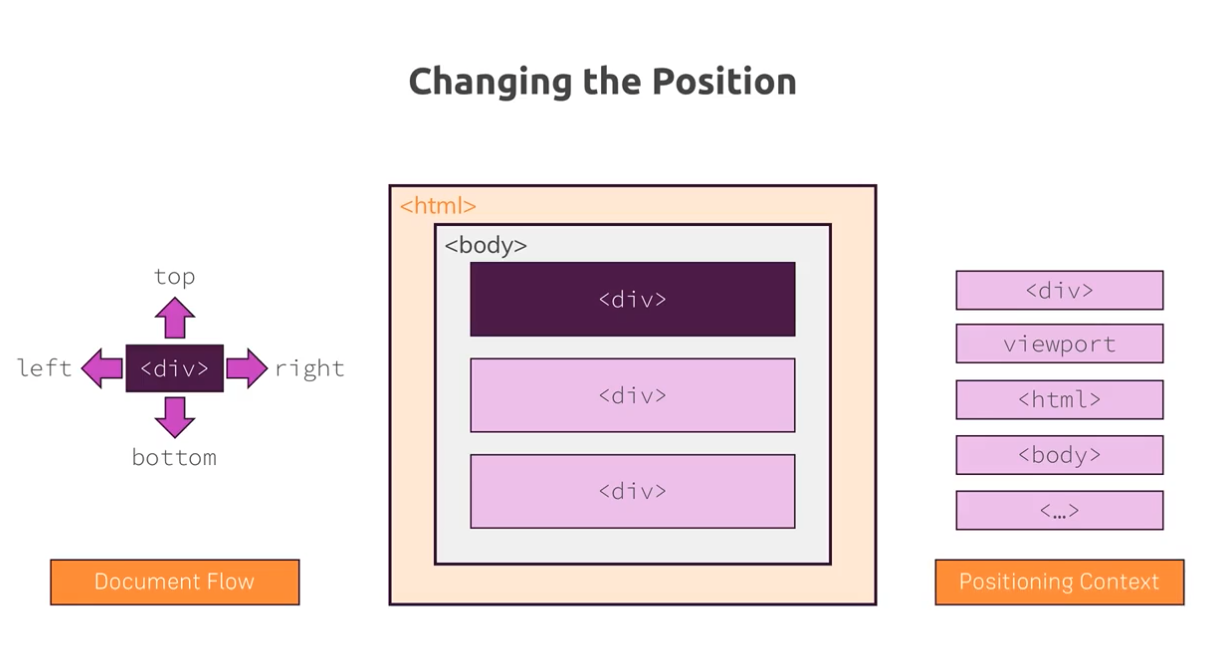 Changing the Position
top
left
<div>
right
bottom
Document Flow
<html>
<body>
<div>
<div>
<div>
<div>
viewport
<html>
<body>
<...>
Positioning Context